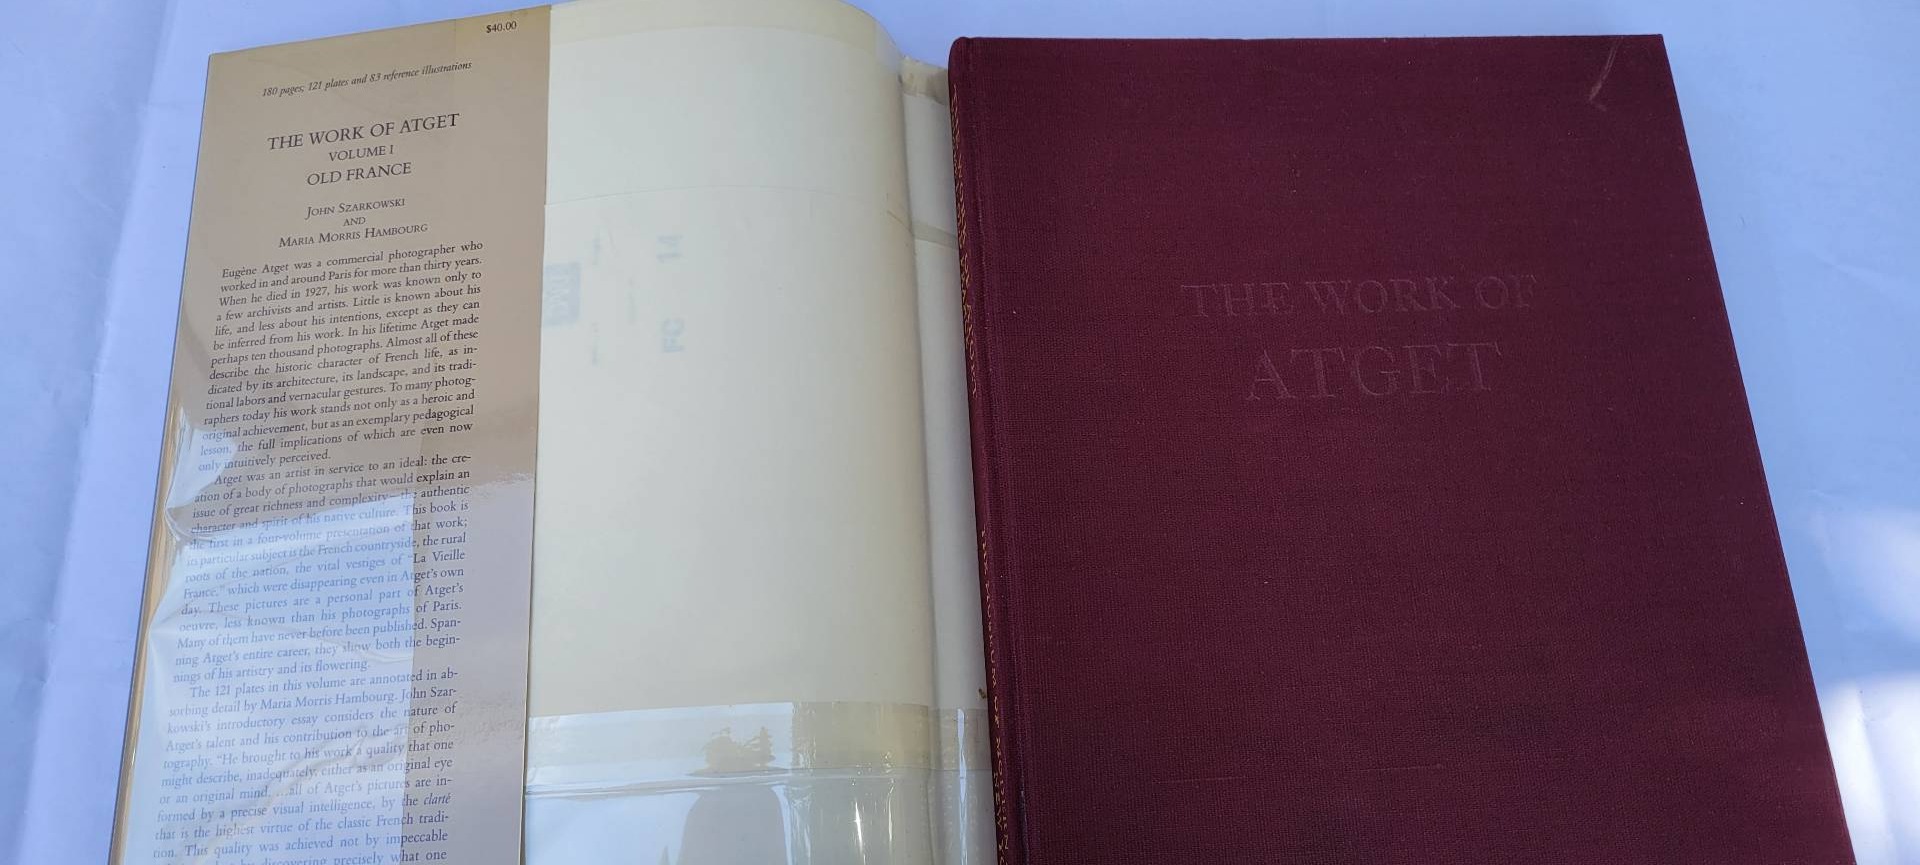 $40.00
180 pages; 121 plates and 83 reference illustrations
THE WORK OF ATGET
VOLUME I
OLD FRANCE
JOHN SZARKOWSKI
AND
MARIA MORRIS HAMBOURG
Eugène Atget was a commercial photographer who
worked in and around Paris for more than thirty years.
When he died in 1927, his work was known only to
a few archivists and artists. Little is known about his
life, and less about his intentions, except as they can
be inferred from his work. In his lifetime Atget made
perhaps ten thousand photographs. Almost all of these
describe the historic character of French life, as in-
dicated by its architecture, its landscape, and its tradi-
tional labors and vernacular gestures. To many photog-
raphers today his work stands not only as a heroic and
original achievement, but as an exemplary pedagogical
lesson, the full implications of which are even now
only intuitively perceived.
Atget was an artist in service to an ideal: the cre-
ation of a body of photographs that would explain an
issue of great richness and complexity—the authentic
character and spirit of his native culture. This book is
the first in a four-volume presentation of that work;
its particular subject is the French countryside, the rural
roots of the nation, the vital vestiges of "La Vieille
France," which were disappearing even in Atget's own
day. These pictures are a personal part of Atget's
oeuvre, less known than his photographs of Paris.
Many of them have never before been published. Span-
ning Atget's entire career, they show both the begin-
nings of his artistry and its flowering.
The 121 plates in this volume are annotated in ab-
sorbing detail by Maria Morris Hambourg. John Szar-
kowski's introductory essay considers the nature of
Atget's talent and his contribution to the art of pho-
tography. "He brought to his work a quality that one
might describe, inadequately, either as an original eye
or an original mind. ...all of Atget's pictures are in-
formed by a precise visual intelligence, by the clarté
that is the highest virtue of the classic French tradi-
tion. This quality was achieved not by impeccable
by discovering precisely what one
THE WORK OF
ATGET